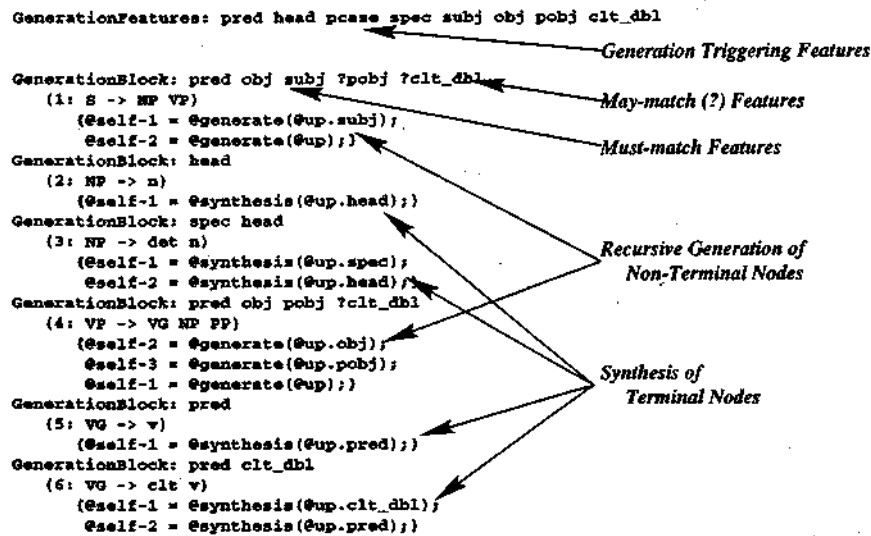 GenerationFeatures: pred head pcase spec subj obj pobj clt_dbl
Generation Triggering Features
GenerationBlock: pred obj subj ?pobj ?clt_dbl
May-match (?) Features
(1: S -> NP VP)
{@self-1 = @generate(@up.subj);
@self-2 = @generate(@up);}
Must-match Features
GenerationBlock: head
(2: NP -> n)
{@self-1 = @synthesis(@up.head);}
GenerationBlock: spec head
(3: NP -> det n)
{@self-1 = @synthesis(@up.spec);
@self-2 = @synthesis(@up.head);}
Recursive Generation of
Non-Terminal Nodes
GenerationBlock: pred obj pobj ?clt_dbl
(4: VP -> VG NP PP)
{@self-2 = @generate(@up.obj);
@self-3 = @generate(@up.pobj);
@self-1 = @generate(@up);}
Synthesis of
Terminal Nodes
GenerationBlock: pred
(5: VG -> v)
{@self-1 = @synthesis(@up.pred);}
GenerationBlock: pred clt_dbl
(6: VG -> clt v)
{@self-1 = @synthesis(@up.clt_dbl);
@self-2 = @synthesis(@up.pred);}